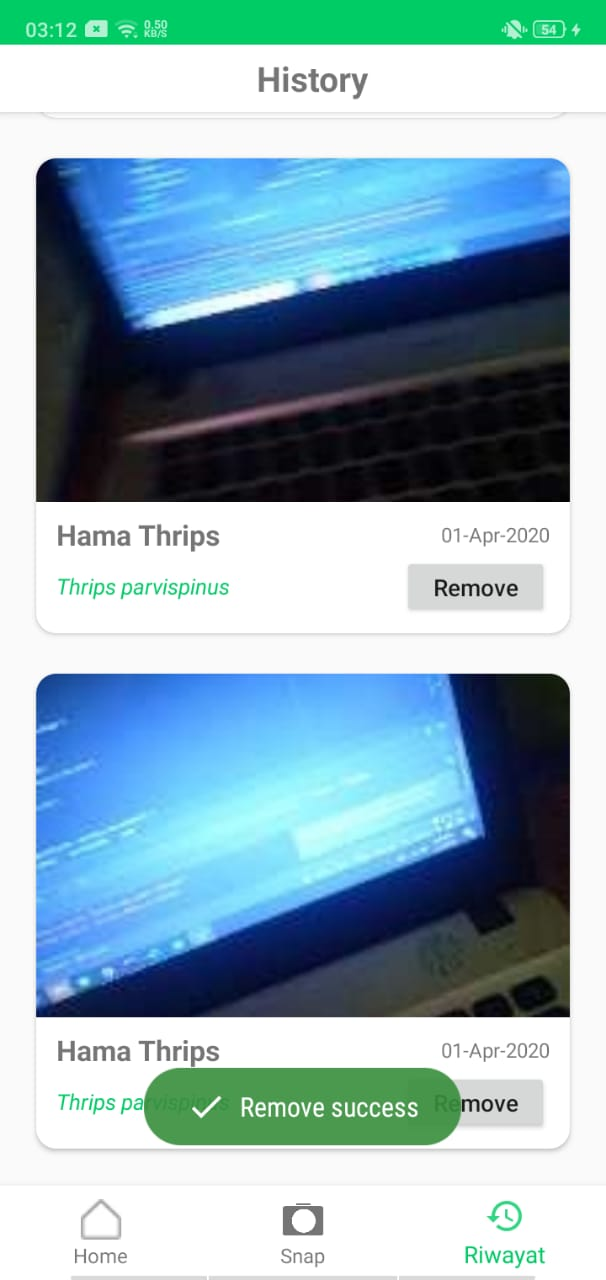 03:12 0.50 KB/S 54
History
Hama Thrips 01-Apr-2020
Thrips parvispinus Remove
Hama Thrips 01-Apr-2020
Thrips parvispinus Remove
Remove success
Home Snap Riwayat